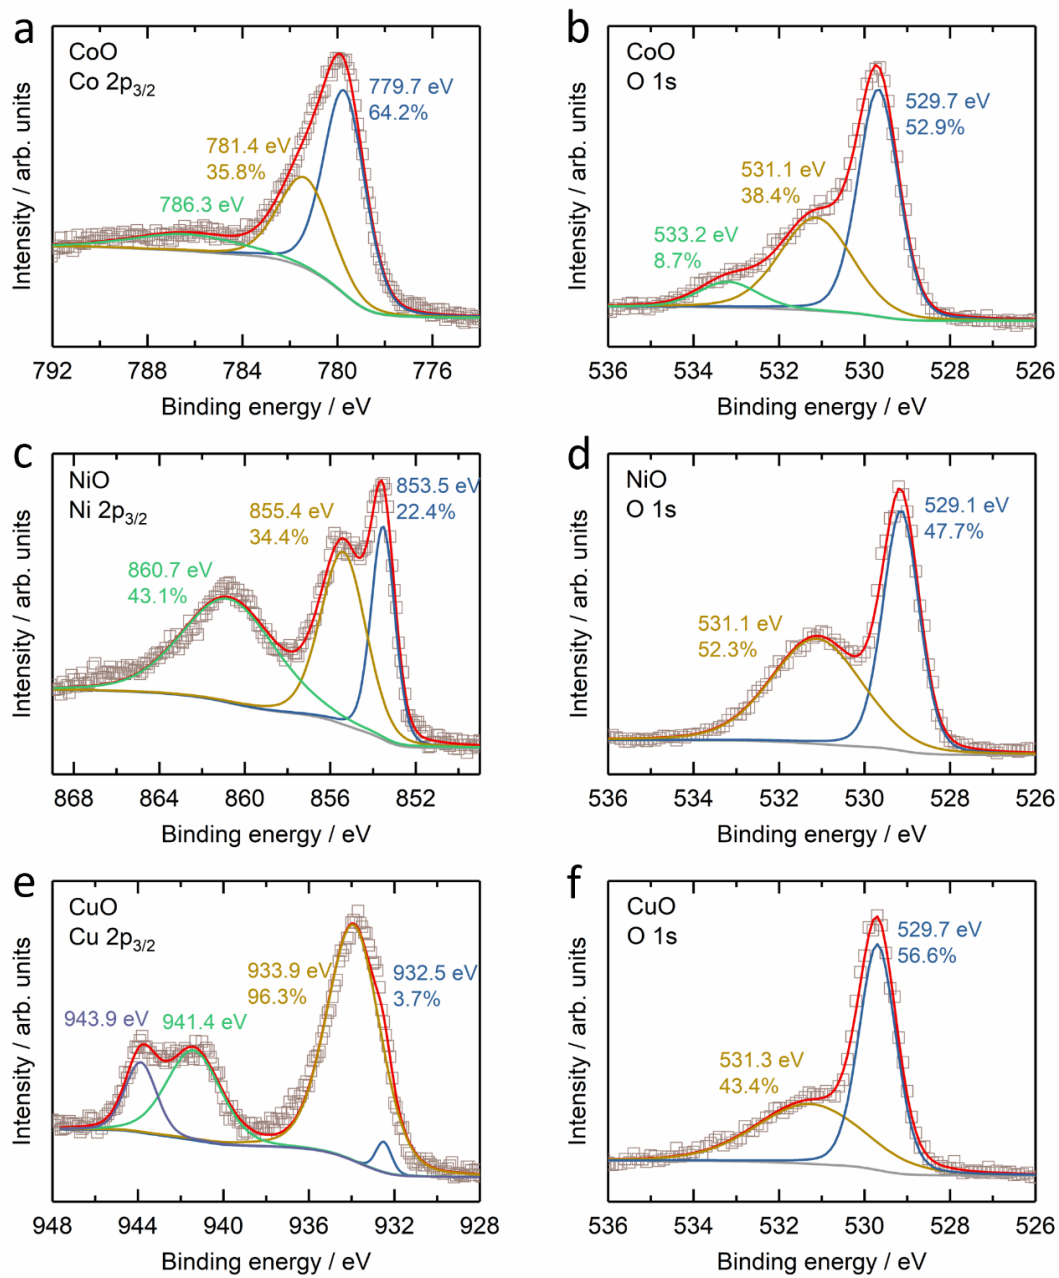 a
CoO
Co 2p3/2
779.7 eV
64.2%
781.4 eV
35.8%
786.3 eV
Intensity / arb. units
792 788 784 780 776
Binding energy / eV
b
CoO
O 1s
529.7 eV
52.9%
531.1 eV
38.4%
533.2 eV
8.7%
Intensity / arb. units
536 534 532 530 528 526
Binding energy / eV
c
NiO
Ni 2p3/2
853.5 eV
22.4%
855.4 eV
34.4%
860.7 eV
43.1%
Intensity / arb. units
868 864 860 856 852
Binding energy / eV
d
NiO
O 1s
529.1 eV
47.7%
531.1 eV
52.3%
Intensity / arb. units
536 534 532 530 528 526
Binding energy / eV
e
CuO
Cu 2p3/2
933.9 eV
96.3%
932.5 eV
3.7%
943.9 eV
941.4 eV
Intensity / arb. units
948 944 940 936 932 928
Binding energy / eV
f
CuO
O 1s
529.7 eV
56.6%
531.3 eV
43.4%
Intensity / arb. units
536 534 532 530 528 526
Binding energy / eV